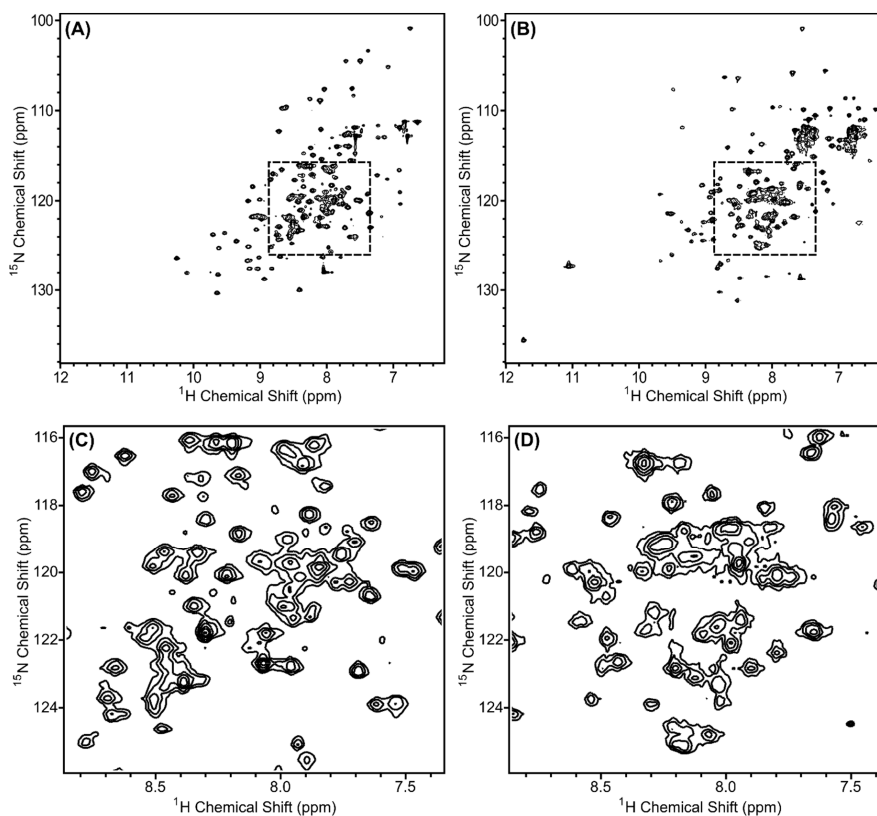 (A)
100
110
120
130
15N Chemical Shift (ppm)
12 11 10 9 8 7
1H Chemical Shift (ppm)
(B)
100
110
120
130
15N Chemical Shift (ppm)
12 11 10 9 8 7
1H Chemical Shift (ppm)
(C)
116
118
120
122
124
15N Chemical Shift (ppm)
8.5 8.0 7.5
1H Chemical Shift (ppm)
(D)
116
118
120
122
124
15N Chemical Shift (ppm)
8.5 8.0 7.5
1H Chemical Shift (ppm)